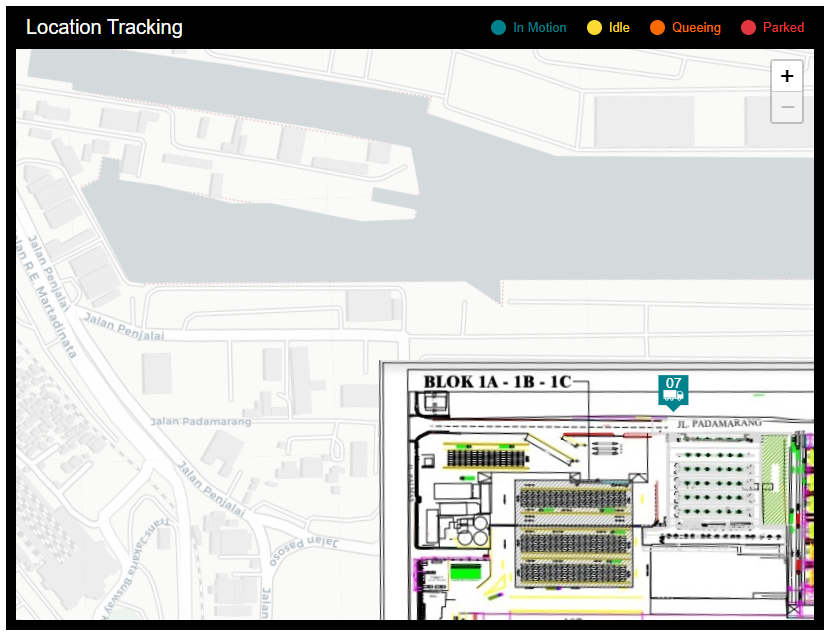 Location Tracking
In Motion
Idle
Queeing
Parked
+
−
Jalan Penjalai
Jalan R.E. Martadinata
Jalan Penjalai
BLOK 1A - 1B - 1C
07
JL. PADAMARANG
Jalan Padamarang
Jalan Penjalai
Jalan Pasoso
TransJakarta Busway
Jalan